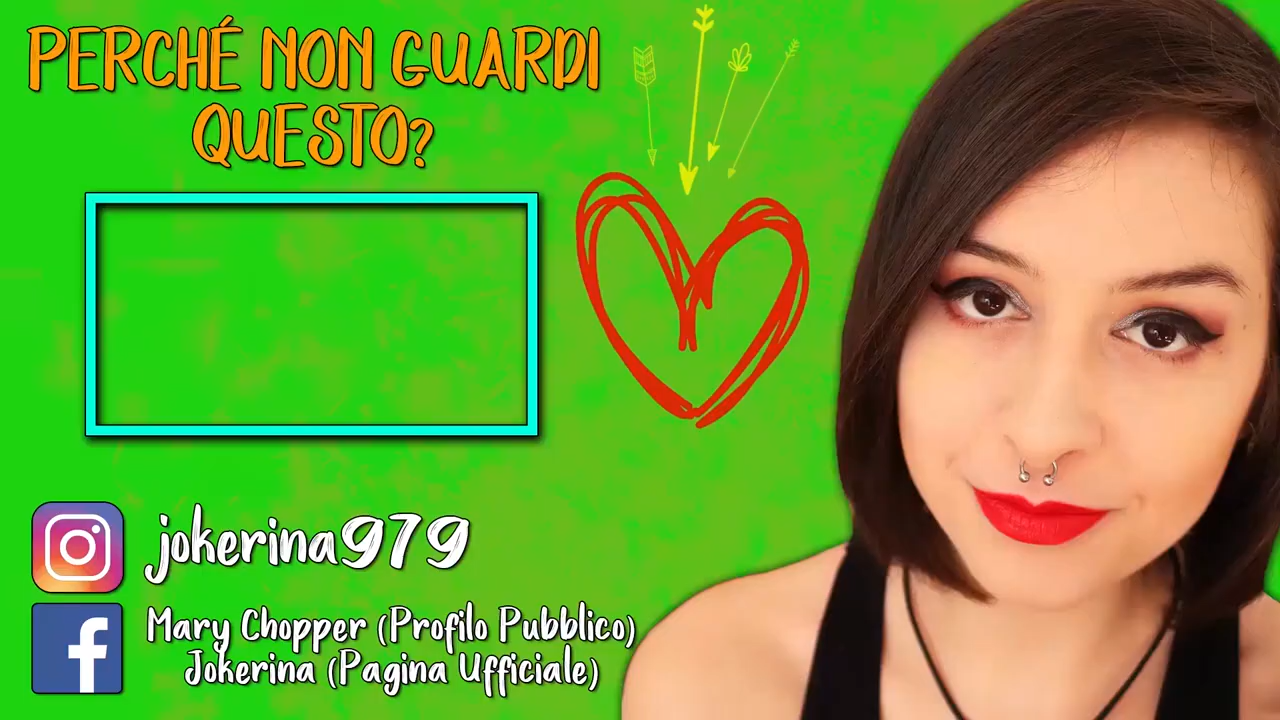 PERCHÉ NON GUARDI
QUESTO?
jokerina979
Mary Chopper (Profilo Pubblico)
Jokerina (Pagina Ufficiale)